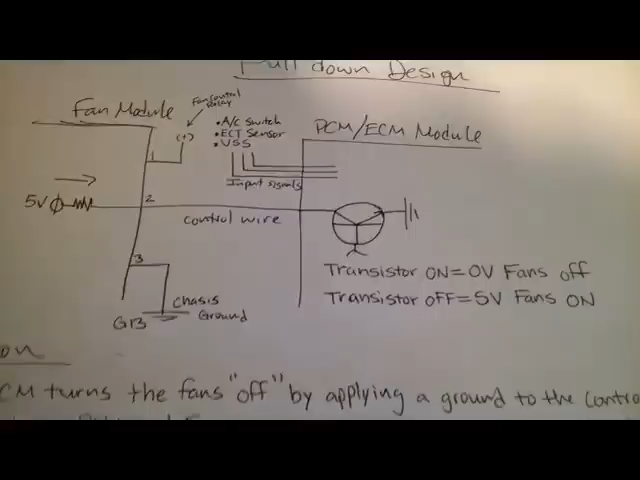 Pull down Design
Fan Module
Fan control
Relay
(+)
• A/C Switch
• ECT Sensor
• VSS
PCM/ECM Module
1
Input signals
5V
2
control wire
3
Transistor ON = 0V Fans off
Transistor OFF = 5V Fans ON
Chasis
Ground
G13
on
CM turns the fans "off" by applying a ground to the contro